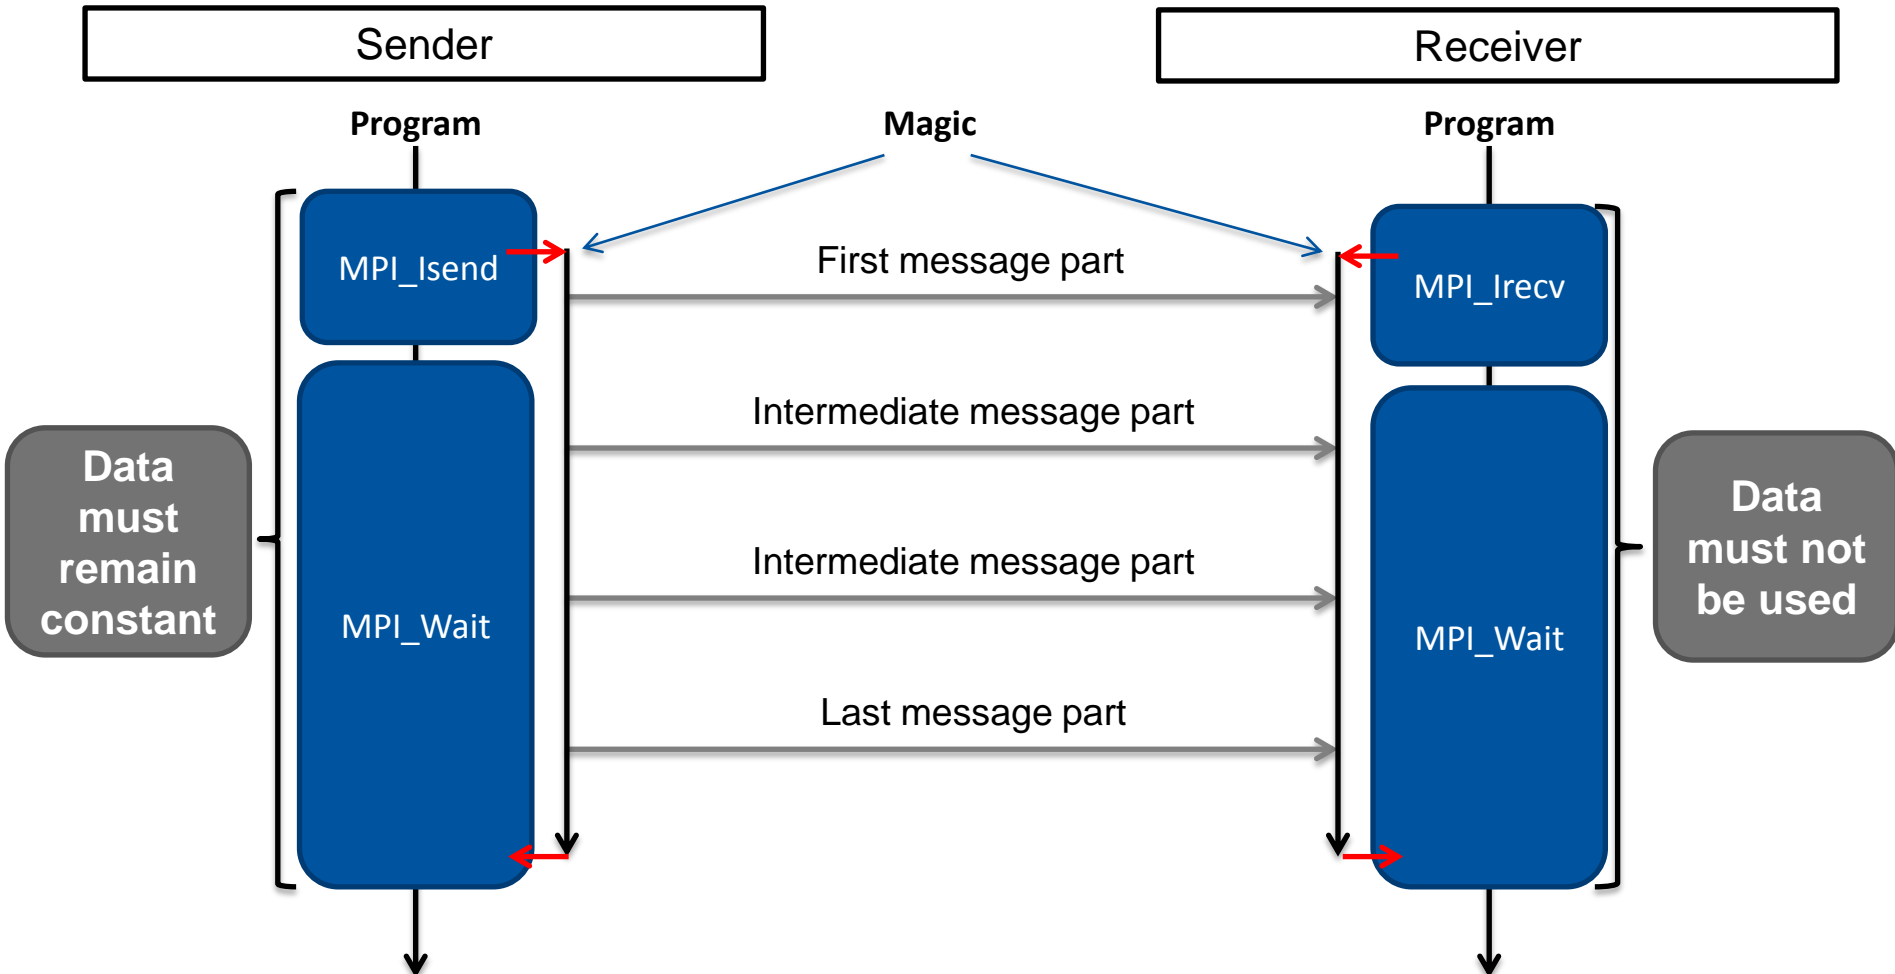 Sender
Receiver
Program
Magic
Program
MPI_Isend
First message part
MPI_Irecv
Intermediate message part
Data
must
remain
constant
Data
must not
be used
Intermediate message part
MPI_Wait
MPI_Wait
Last message part